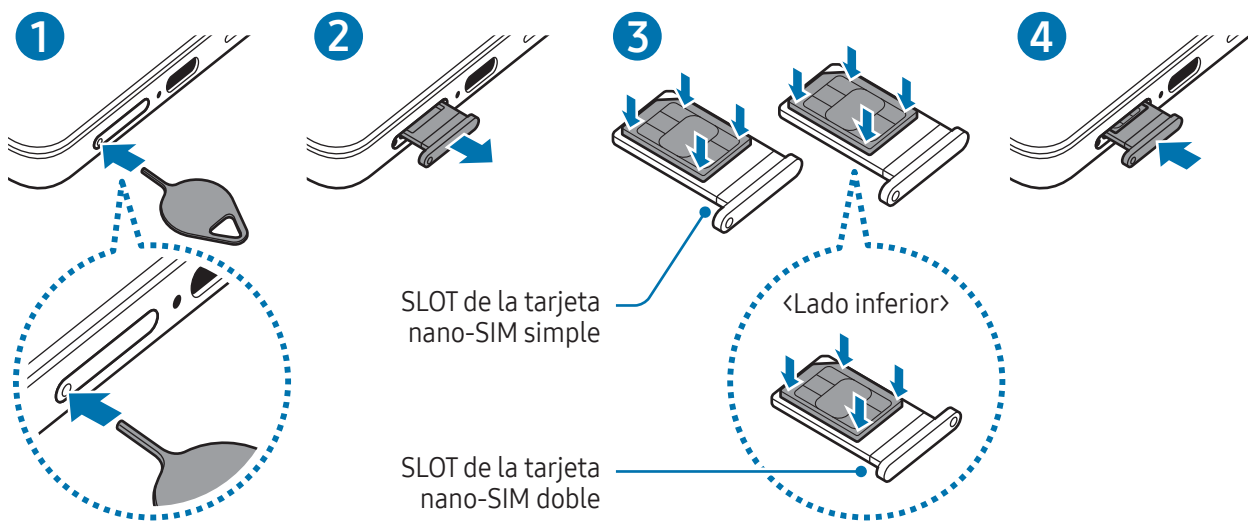 1
2
3
4
SLOT de la tarjeta
nano-SIM simple
‹Lado inferior›
SLOT de la tarjeta
nano-SIM doble